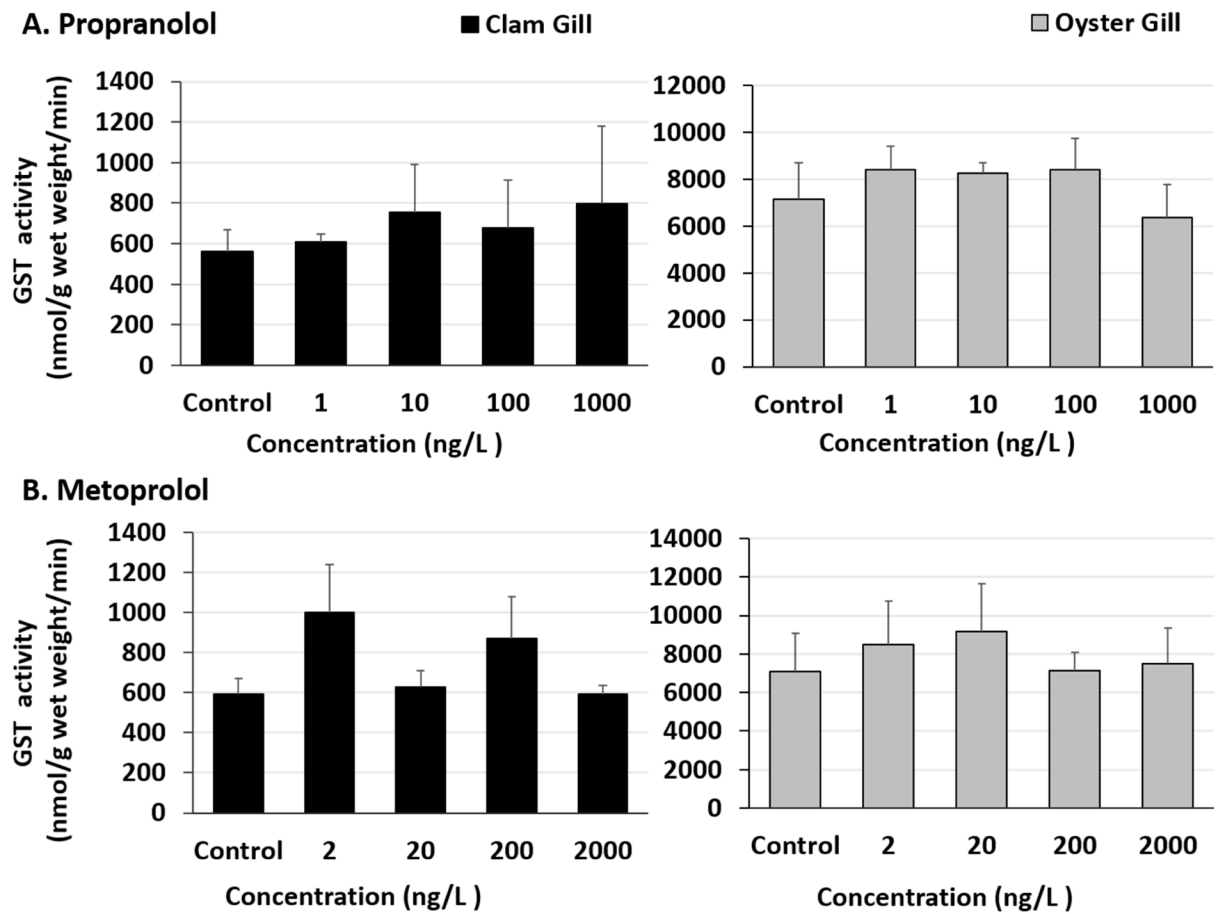 A. Propranolol
Clam Gill
Oyster Gill
GST activity
(nmol/g wet weight/min)
1400
1200
1000
800
600
400
200
0
Control 1 10 100 1000
Concentration (ng/L )
12000
10000
8000
6000
4000
2000
0
Control 1 10 100 1000
Concentration (ng/L )
B. Metoprolol
GST activity
(nmol/g wet weight/min)
1400
1200
1000
800
600
400
200
0
Control 2 20 200 2000
Concentration (ng/L )
14000
12000
10000
8000
6000
4000
2000
0
Control 2 20 200 2000
Concentration (ng/L )